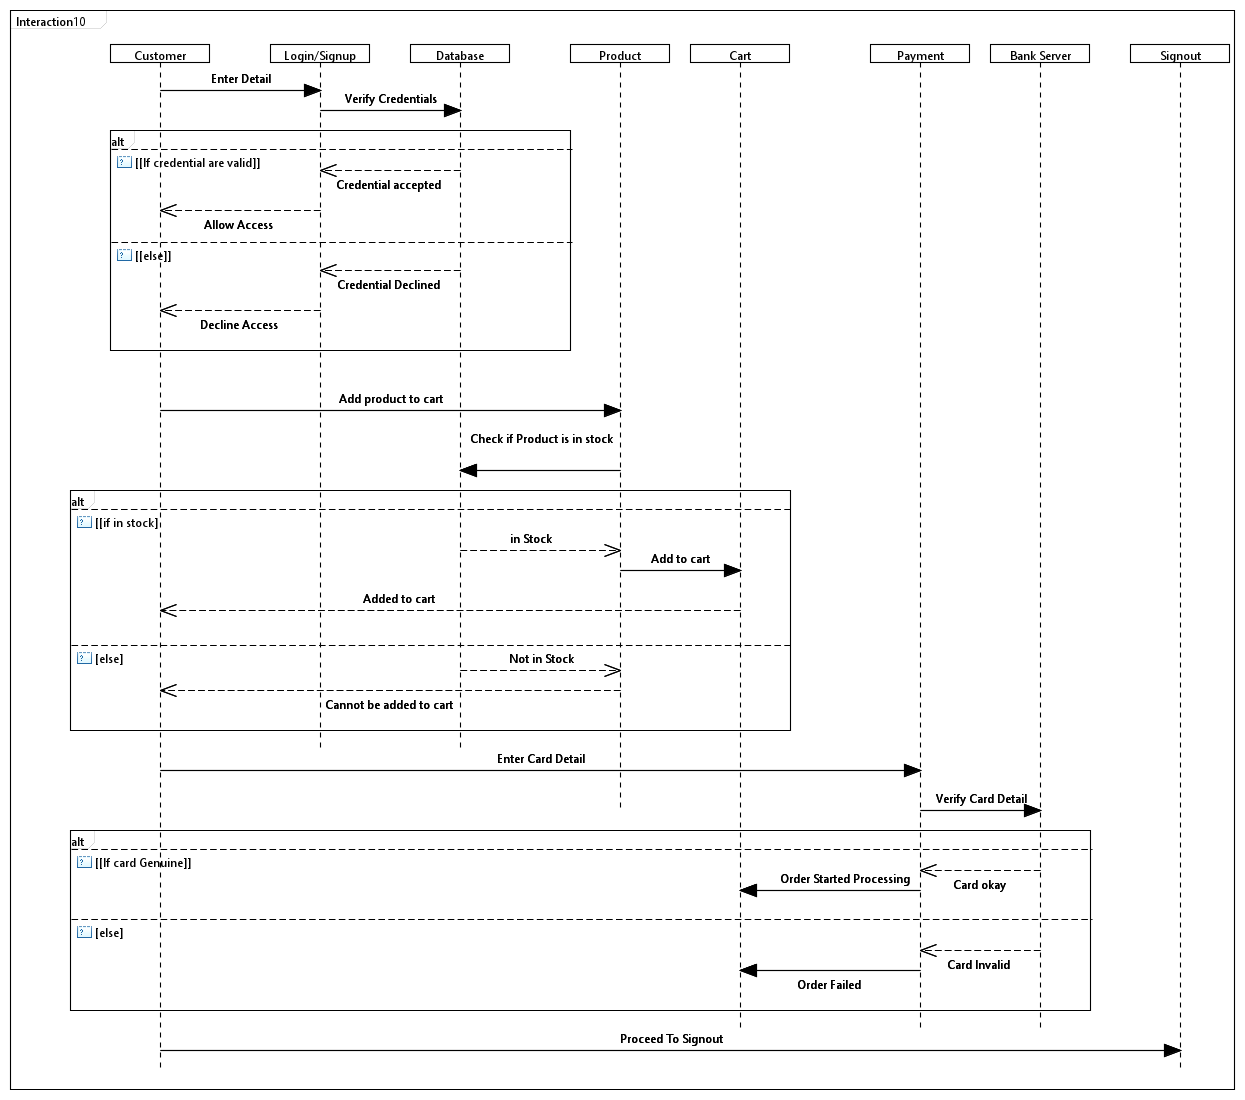 Interaction10
Customer
Login/Signup
Database
Product
Cart
Payment
Bank Server
Signout
Enter Detail
Verify Credentials
alt
? [[If credential are valid]]
Credential accepted
Allow Access
? [[else]]
Credential Declined
Decline Access
Add product to cart
Check if Product is in stock
alt
? [[if in stock]
in Stock
Add to cart
Added to cart
? [else]
Not in Stock
Cannot be added to cart
Enter Card Detail
Verify Card Detail
alt
? [[If card Genuine]]
Order Started Processing
Card okay
? [else]
Card Invalid
Order Failed
Proceed To Signout